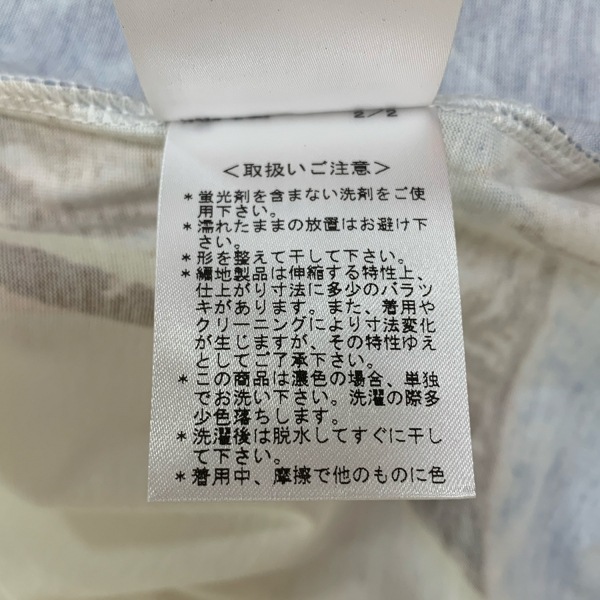 2/2
<取扱いご注意>
*蛍光剤を含まない洗剤をご使
用下さい。
*濡れたままの放置はお避け下
さい。
*形を整えて干して下さい。
*編地製品は伸縮する特性上、
仕上がり寸法に多少のバラツ
キがあります。また、着用や
クリーニングにより寸法変化
が生じますが、その特性ゆえ
としてご了承下さい。
*この商品は濃色の場合、単独
でお洗い下さい。洗濯の際多
少色落ちします。
*洗濯後は脱水してすぐに干し
て下さい。
*着用中、摩擦で他のものに色